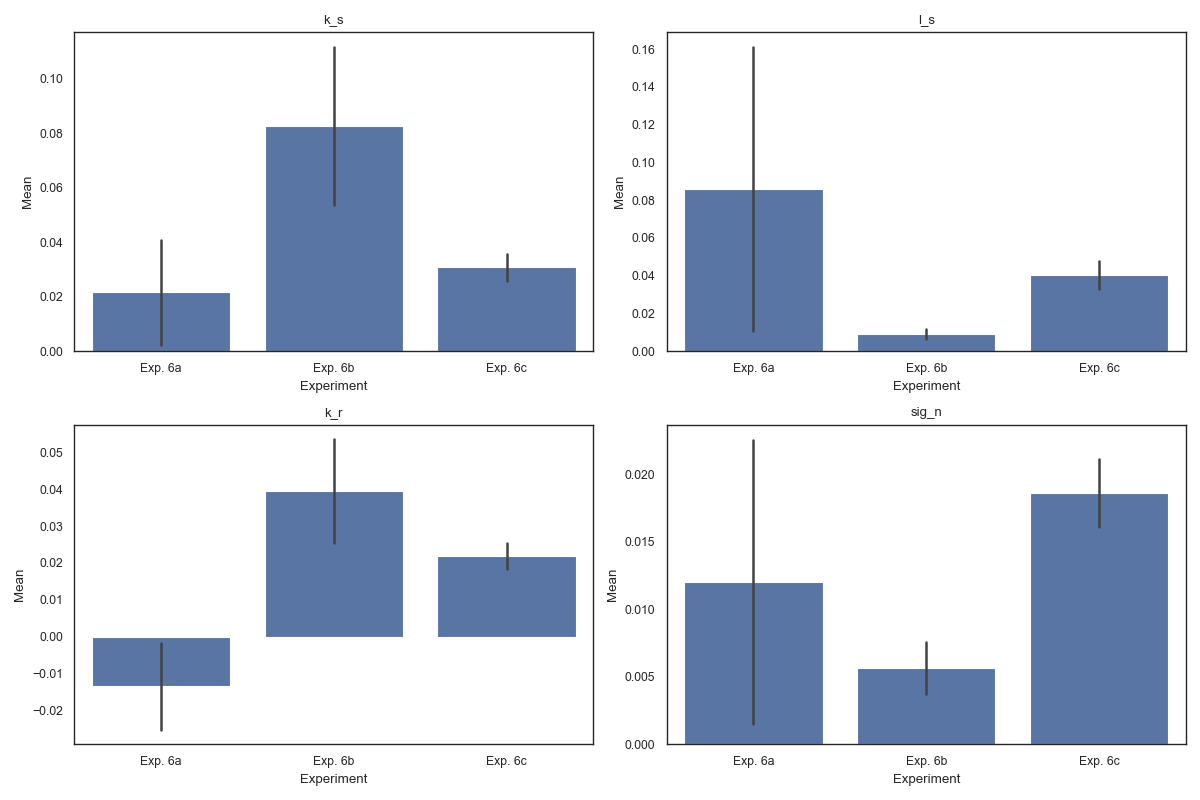 k_s
0.10
0.08
0.06
0.04
0.02
0.00
Mean
Exp. 6a Exp. 6b Exp. 6c
Experiment
l_s
0.16
0.14
0.12
0.10
0.08
0.06
0.04
0.02
0.00
Mean
Exp. 6a Exp. 6b Exp. 6c
Experiment
k_r
0.05
0.04
0.03
0.02
0.01
0.00
−0.01
−0.02
Mean
Exp. 6a Exp. 6b Exp. 6c
Experiment
sig_n
0.020
0.015
0.010
0.005
0.000
Mean
Exp. 6a Exp. 6b Exp. 6c
Experiment